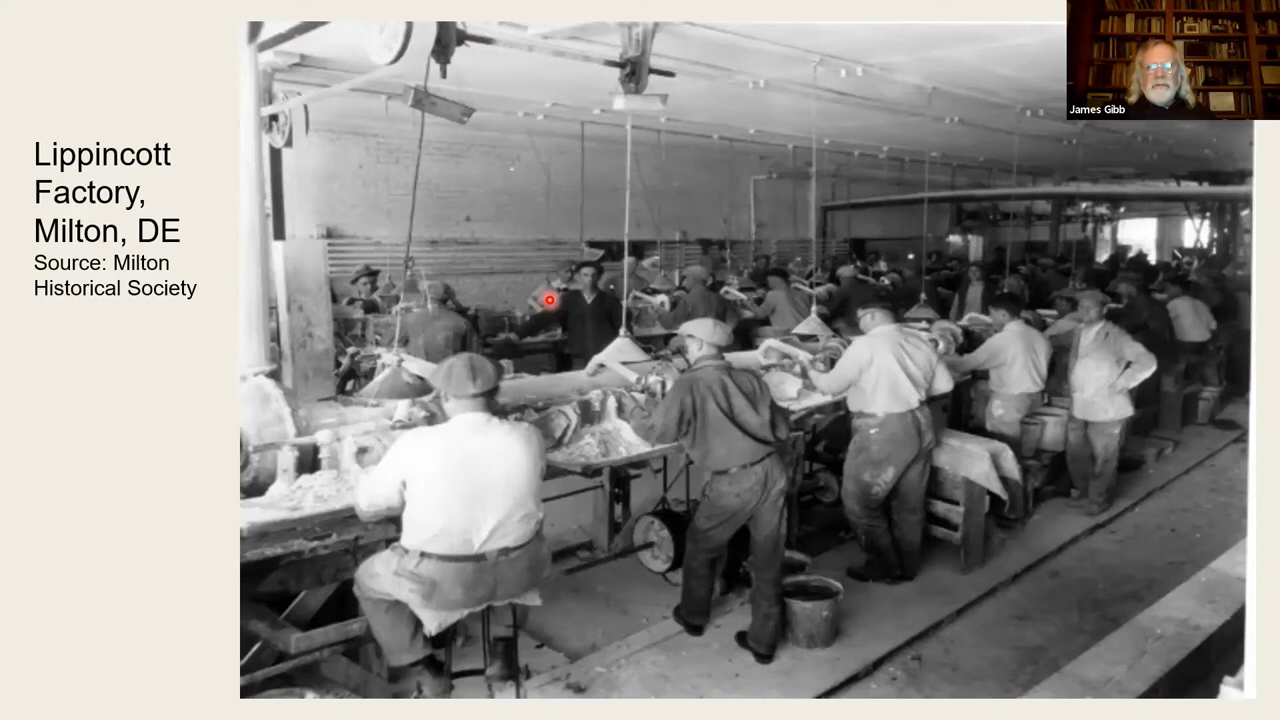 Lippincott
Factory,
Milton, DE
Source: Milton
Historical Society
James Gibb